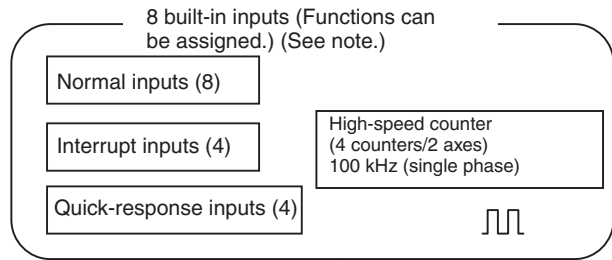 8 built-in inputs (Functions can
be assigned.) (See note.)
Normal inputs (8)
Interrupt inputs (4)
Quick-response inputs (4)
High-speed counter
(4 counters/2 axes)
100 kHz (single phase)